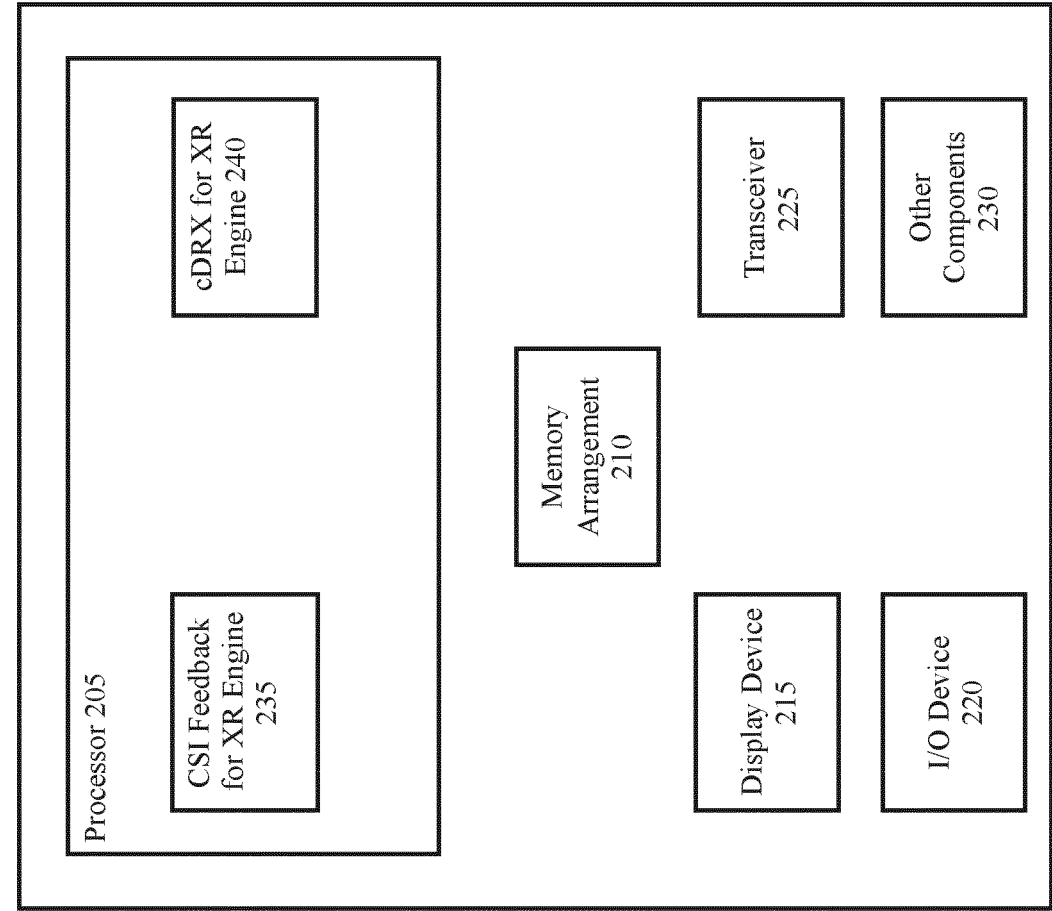 Processor 205
CSI Feedback
for XR Engine
235
cDRX for XR
Engine 240
Memory
Arrangement
210
Display Device
215
Transceiver
225
I/O Device
220
Other
Components
230